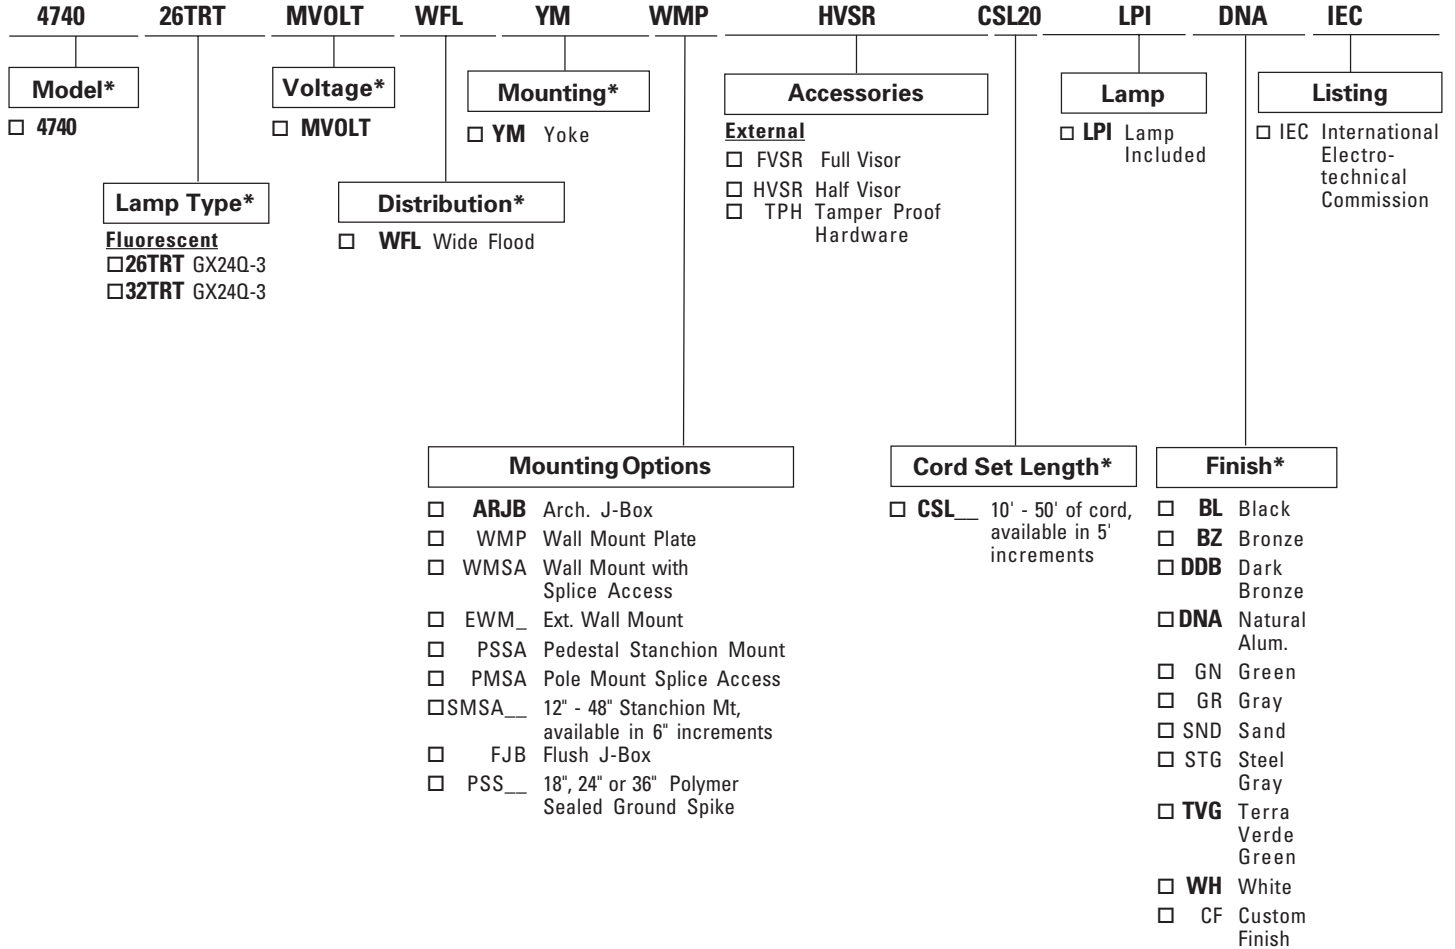 4740 26TRT MVOLT WFL YM WMP HVSR CSL20 LPI DNA IEC
Model*
☐ 4740
Lamp Type*
Fluorescent
☐ 26TRT GX24Q-3
☐ 32TRT GX24Q-3
Voltage*
☐ MVOLT
Distribution*
☐ WFL Wide Flood
Mounting*
☐ YM Yoke
Mounting Options
☐ ARJB Arch. J-Box
☐ WMP Wall Mount Plate
☐ WMSA Wall Mount with
Splice Access
☐ EWM_ Ext. Wall Mount
☐ PSSA Pedestal Stanchion Mount
☐ PMSA Pole Mount Splice Access
☐ SMSA__ 12" - 48" Stanchion Mt,
available in 6" increments
☐ FJB Flush J-Box
☐ PSS__ 18", 24" or 36" Polymer
Sealed Ground Spike
Accessories
External
☐ FVSR Full Visor
☐ HVSR Half Visor
☐ TPH Tamper Proof
Hardware
Cord Set Length*
☐ CSL__ 10' - 50' of cord,
available in 5'
increments
Lamp
☐ LPI Lamp
Included
Finish*
☐ BL Black
☐ BZ Bronze
☐ DDB Dark
Bronze
☐ DNA Natural
Alum.
☐ GN Green
☐ GR Gray
☐ SND Sand
☐ STG Steel
Gray
☐ TVG Terra
Verde
Green
☐ WH White
☐ CF Custom
Finish
Listing
☐ IEC International
Electro-
technical
Commission